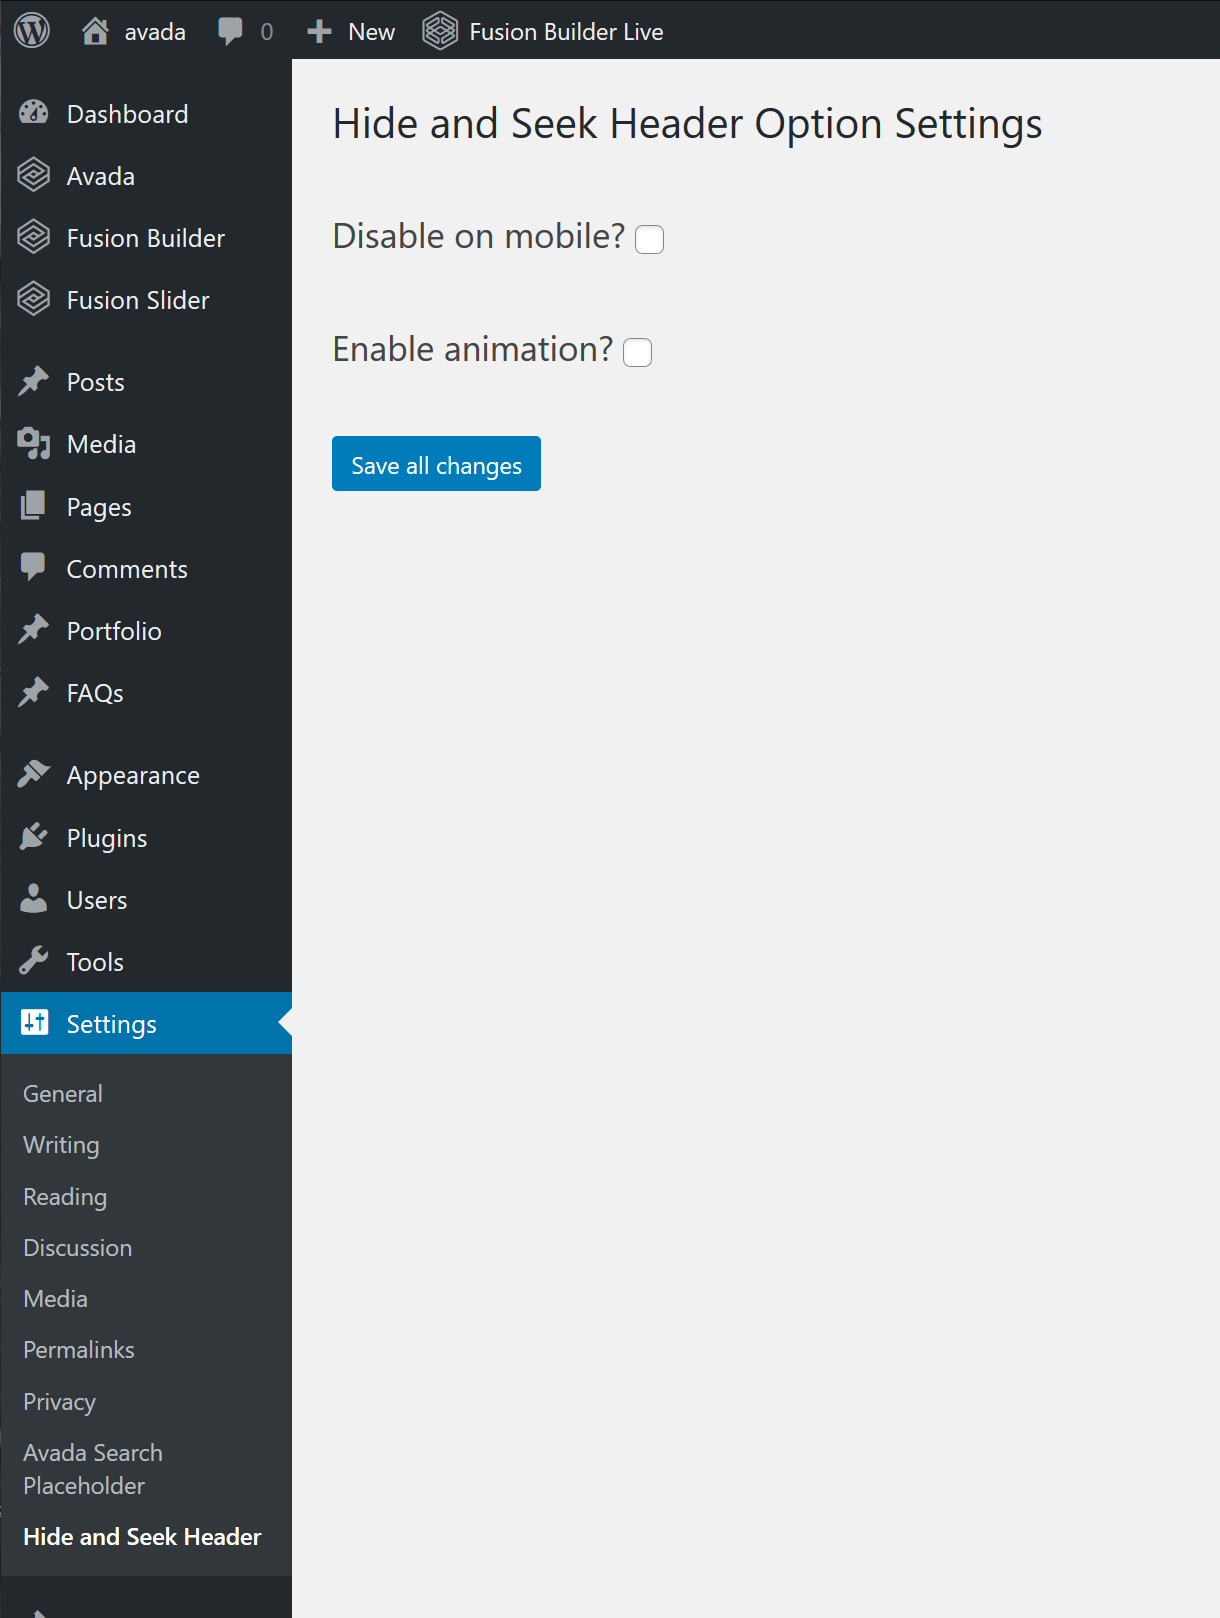 avada 0 New Fusion Builder Live
Dashboard
Avada
Fusion Builder
Fusion Slider
Posts
Media
Pages
Comments
Portfolio
FAQs
Appearance
Plugins
Users
Tools
Settings
General
Writing
Reading
Discussion
Media
Permalinks
Privacy
Avada Search
Placeholder
Hide and Seek Header
Hide and Seek Header Option Settings
Disable on mobile?
Enable animation?
Save all changes